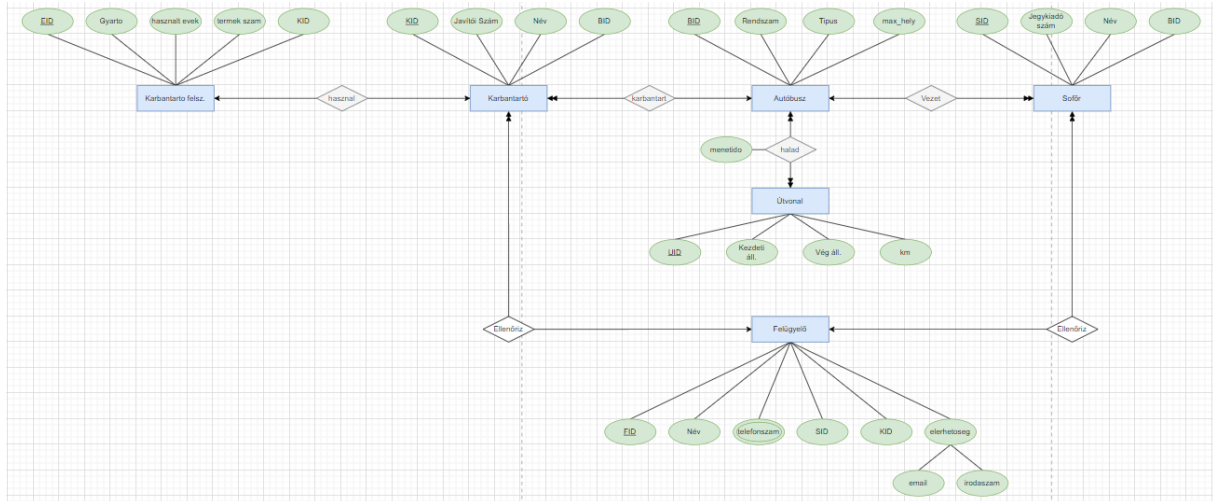 EID
Gyarto
hasznalt evek
termek szam
KID
KID
Javítói Szám
Név
BID
BID
Rendszam
Tipus
max_hely
SID
Jegykiadó
szám
Név
BID
Karbantarto felsz.
hasznal
Karbantartó
karbantart
Autóbusz
Vezet
Sofőr
menetido
halad
Útvonal
UID
Kezdeti
áll.
Vég áll.
km
Ellenőriz
Felügyelő
Ellenőriz
FID
Név
telefonszam
SID
KID
elerhetoseg
email
irodaszam